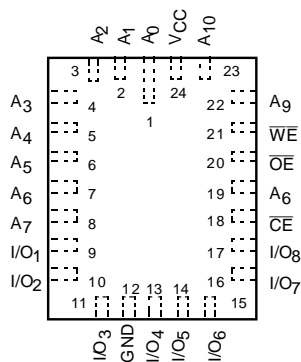 A2 A1 A0 VCC A10
3 2 1 24 23
A3 4 22 A9
A4 5 21 WE
A5 6 20 OE
A6 7 19 A6
A7 8 18 CE
I/O1 9 17 I/O8
I/O2 10 16 I/O7
11 12 13 14 15
I/O3 GND I/O4 I/O5 I/O6